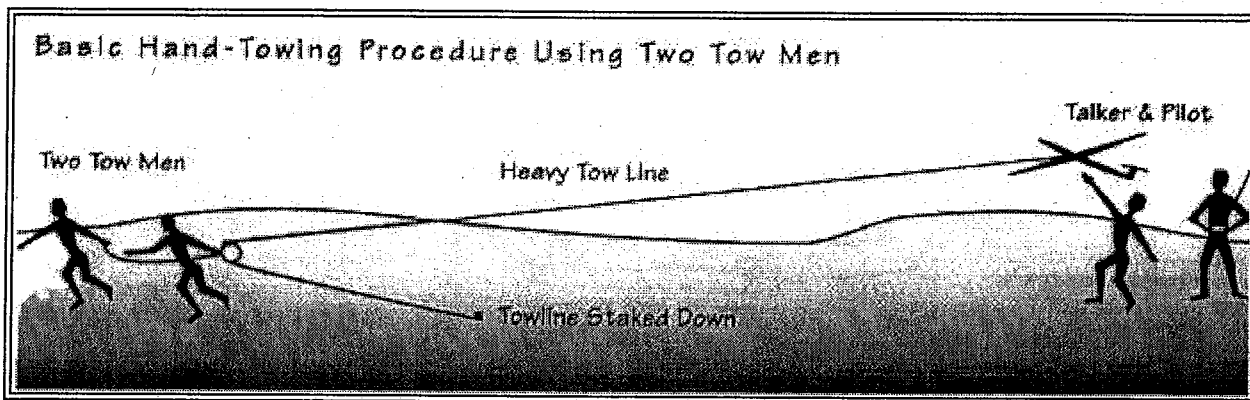 Basic Hand-Towing Procedure Using Two Tow Men
Talker & Pilot
Two Tow Men
Heavy Tow Line
Towline Staked Down